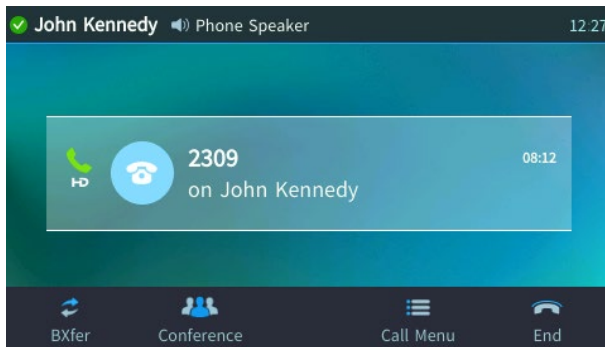 John Kennedy Phone Speaker 12:27
2309 08:12
HD on John Kennedy
BXfer Conference Call Menu End